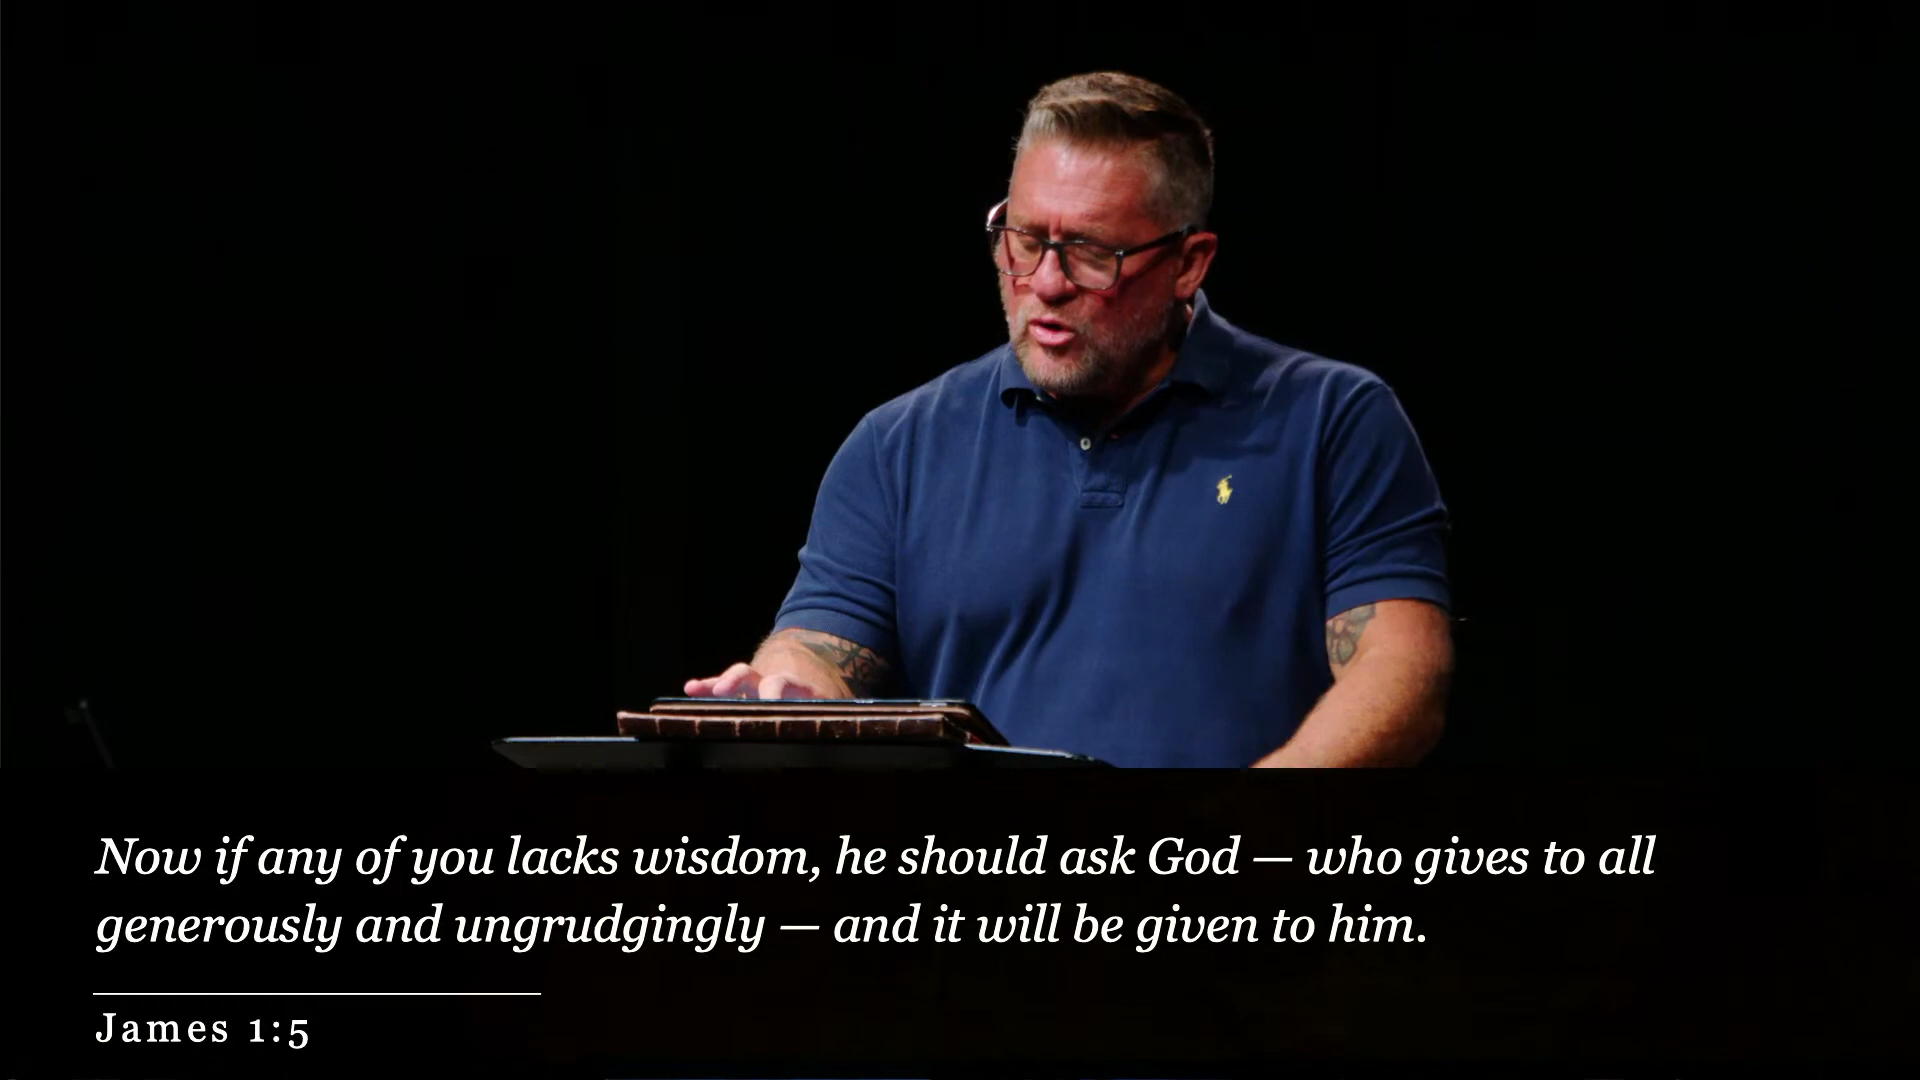 Now if any of you lacks wisdom, he should ask God — who gives to all
generously and ungrudgingly — and it will be given to him.
James 1:5